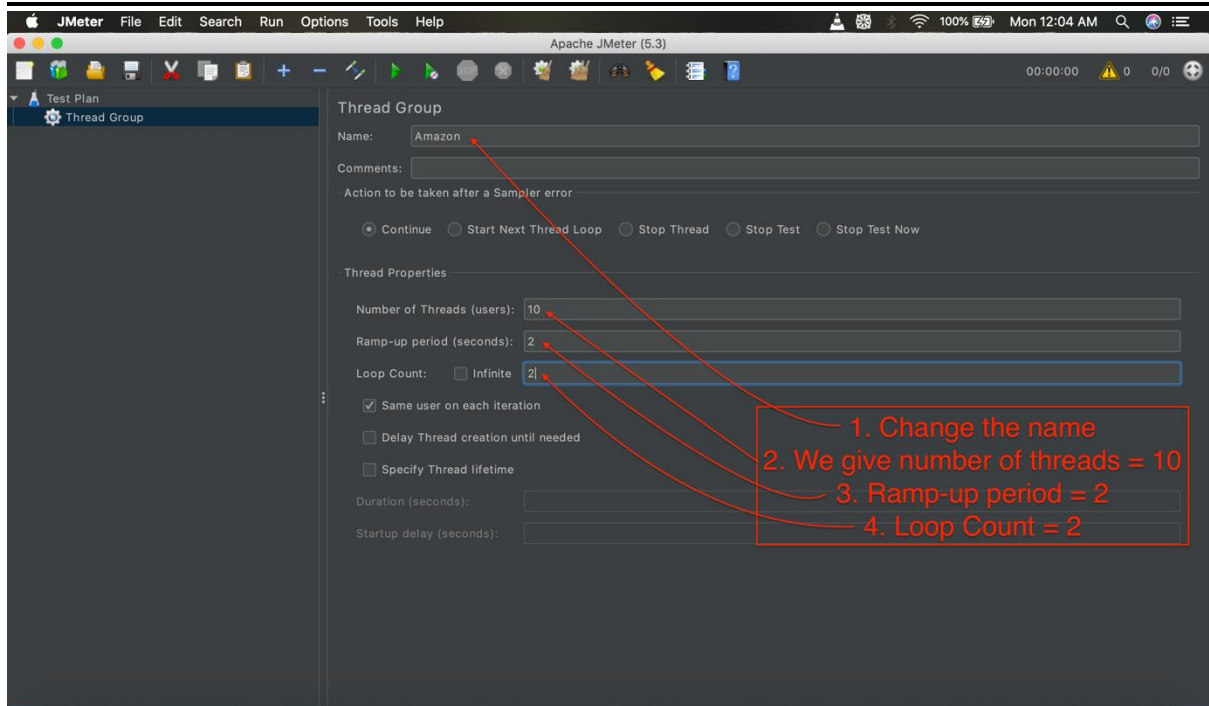 JMeter File Edit Search Run Options Tools Help 100% Mon 12:04 AM
Apache JMeter (5.3)
00:00:00 0 0/0
Test Plan
Thread Group
Thread Group
Name: Amazon
Comments:
Action to be taken after a Sampler error
Continue Start Next Thread Loop Stop Thread Stop Test Stop Test Now
Thread Properties
Number of Threads (users): 10
Ramp-up period (seconds): 2
Loop Count: Infinite 2
Same user on each iteration
Delay Thread creation until needed
Specify Thread lifetime
Duration (seconds):
Startup delay (seconds):
1. Change the name
2. We give number of threads = 10
3. Ramp-up period = 2
4. Loop Count = 2